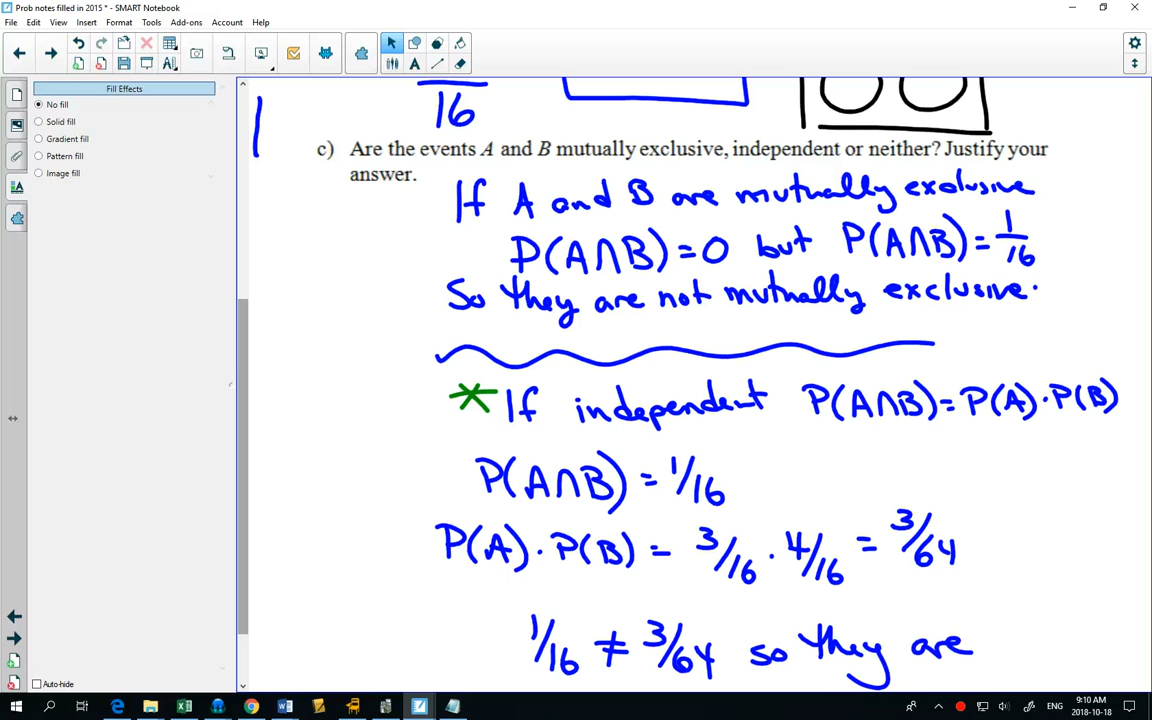 Prob notes filled in 2015 * - SMART Notebook
File Edit View Insert Format Tools Add-ons Account Help
Fill Effects
No fill
Solid fill
Gradient fill
Pattern fill
Image fill
16
c) Are the events A and B mutually exclusive, independent or neither? Justify your
answer.
If A and B are mutually exclusive
P(A∩B)=0 but P(A∩B)=1/16
So they are not mutually exclusive.
* If independent P(A∩B)=P(A)·P(B)
P(A∩B) = 1/16
P(A)·P(B) = 3/16 · 4/16 = 3/64
1/16 ≠ 3/64 so they are
Auto-hide
ENG
9:10 AM
2018-10-18